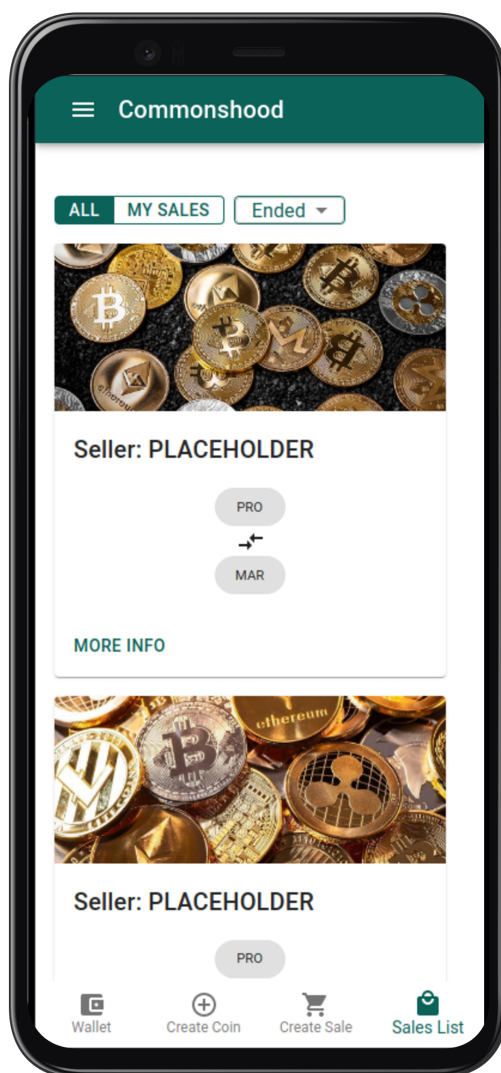 Commonshood
ALL MY SALES Ended
Seller: PLACEHOLDER
PRO
MAR
MORE INFO
ethereum
Seller: PLACEHOLDER
PRO
Wallet Create Coin Create Sale Sales List